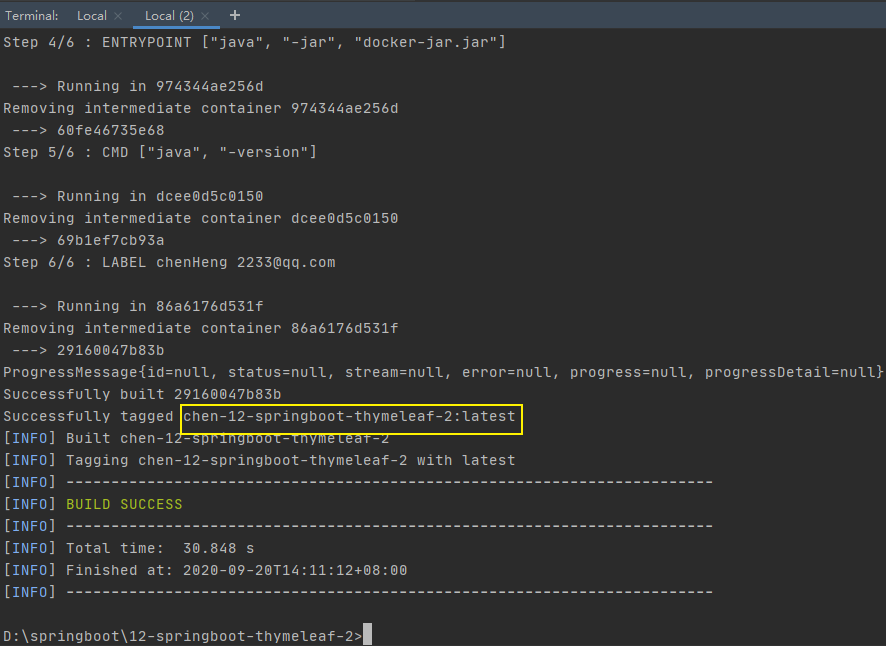 Terminal: Local × Local (2) × +
Step 4/6 : ENTRYPOINT ["java", "-jar", "docker-jar.jar"]
---> Running in 974344ae256d
Removing intermediate container 974344ae256d
---> 60fe46735e68
Step 5/6 : CMD ["java", "-version"]
---> Running in dcee0d5c0150
Removing intermediate container dcee0d5c0150
---> 69b1ef7cb93a
Step 6/6 : LABEL chenHeng 2233@qq.com
---> Running in 86a6176d531f
Removing intermediate container 86a6176d531f
---> 29160047b83b
ProgressMessage{id=null, status=null, stream=null, error=null, progress=null, progressDetail=null}
Successfully built 29160047b83b
Successfully tagged chen-12-springboot-thymeleaf-2:latest
[INFO] Built chen-12-springboot-thymeleaf-2
[INFO] Tagging chen-12-springboot-thymeleaf-2 with latest
[INFO] ------------------------------------------------------------------------
[INFO] BUILD SUCCESS
[INFO] ------------------------------------------------------------------------
[INFO] Total time:  30.848 s
[INFO] Finished at: 2020-09-20T14:11:12+08:00
[INFO] ------------------------------------------------------------------------
D:\springboot\12-springboot-thymeleaf-2>